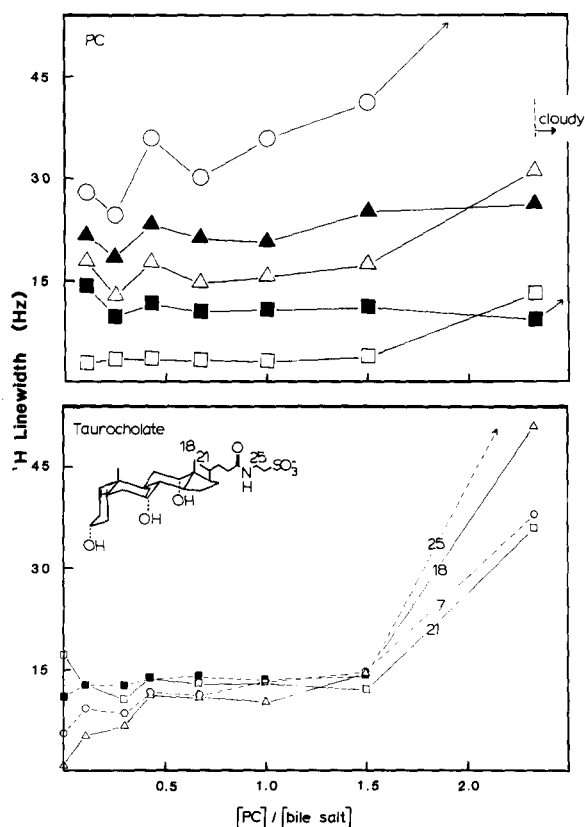 PC
45
cloudy
30
15
¹H Linewidth (Hz)
Taurocholate
18
21
O
25
N
H
SO₃⁻
H
OH
OH
OH
45
25
18
30
7
21
15
0.5
1.0
1.5
2.0
[PC] / [bile salt]